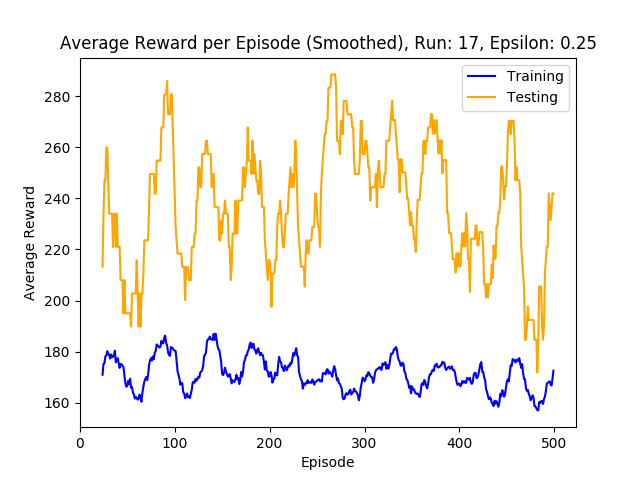 Average Reward per Episode (Smoothed), Run: 17, Epsilon: 0.25
Training
Testing
Average Reward
280
260
240
220
200
180
160
0 100 200 300 400 500
Episode